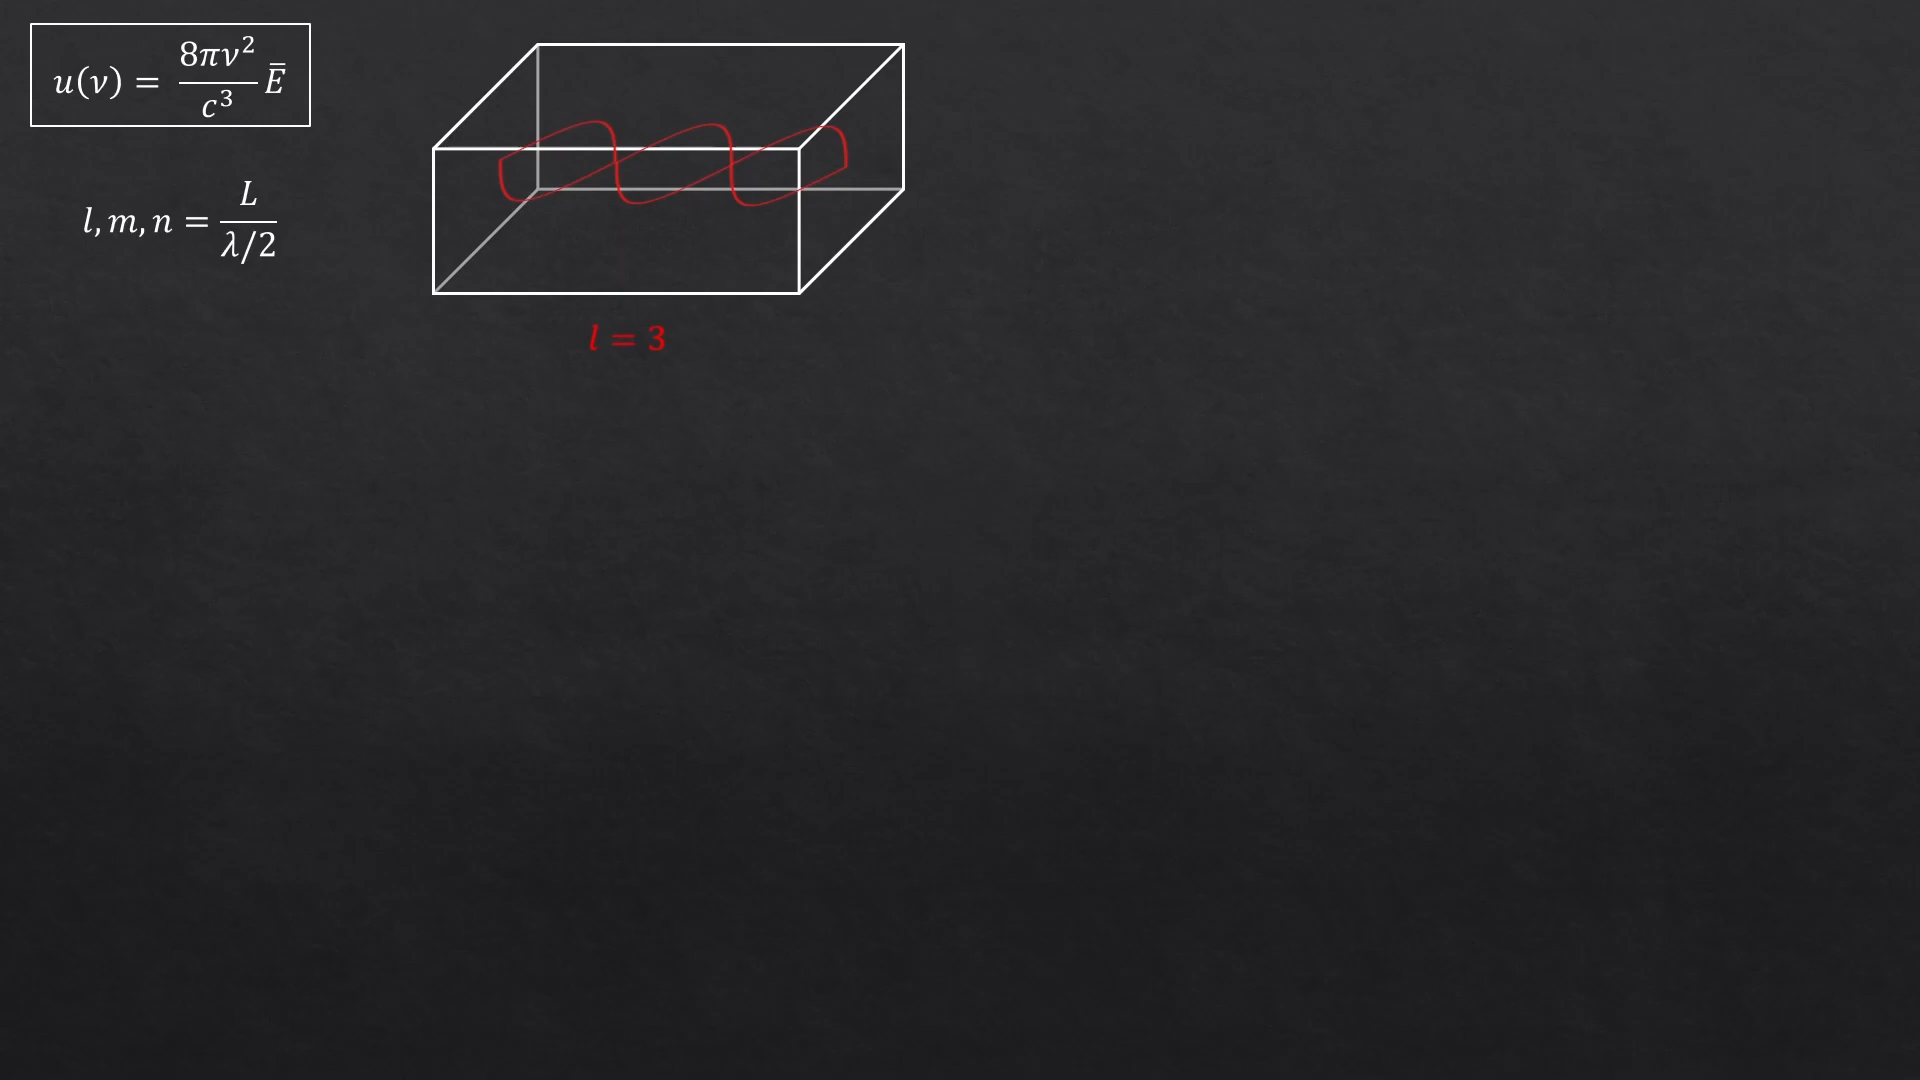 u(ν) = 8πν²/c³ Ē
l, m, n = L/(λ/2)
l = 3